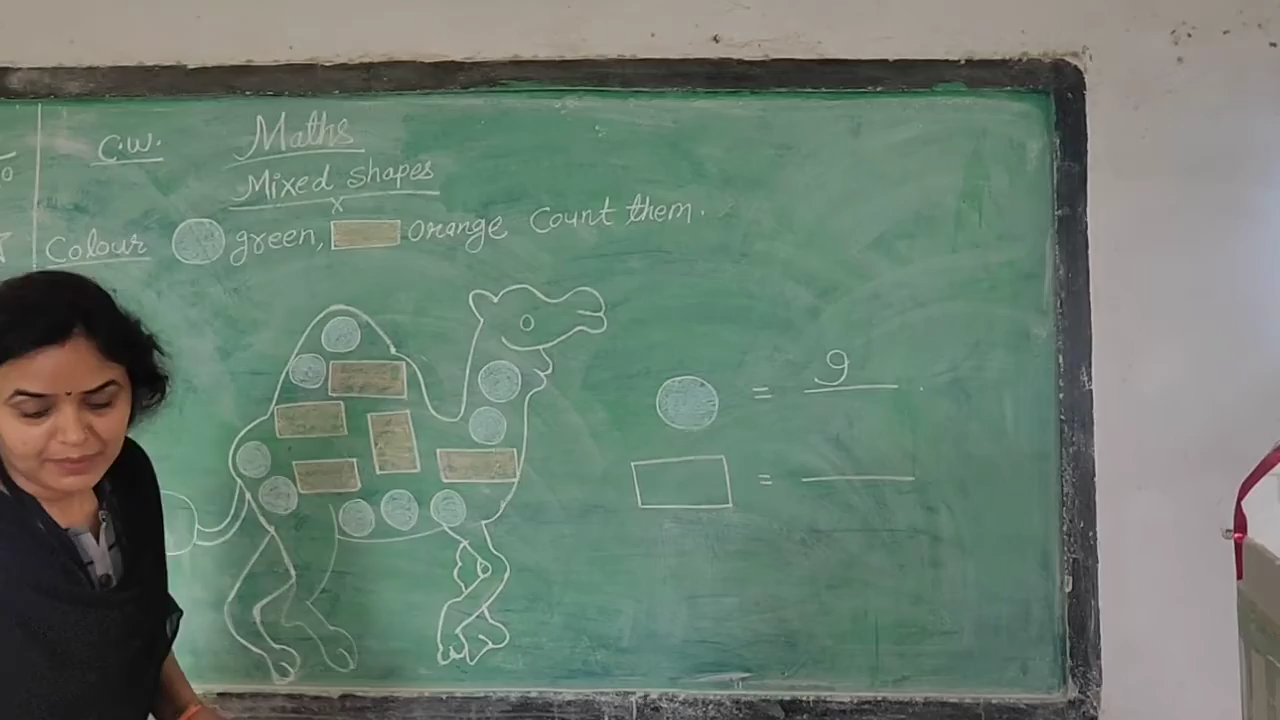 C.W.
Maths
Mixed shapes
x
Colour green, orange Count them.
= 9
=